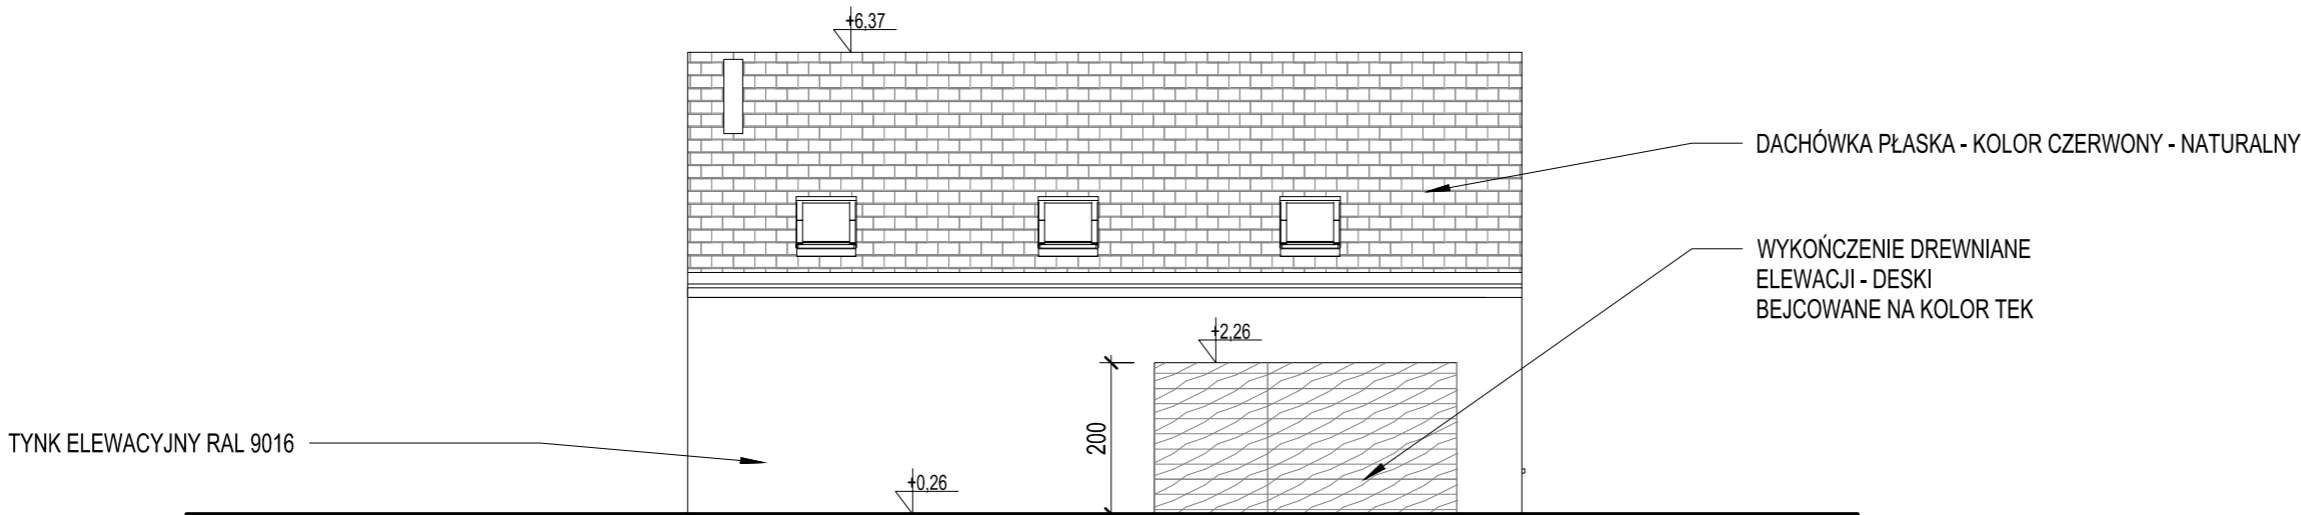 +6,37
DACHÓWKA PŁASKA - KOLOR CZERWONY - NATURALNY
WYKOŃCZENIE DREWNIANE
ELEWACJI - DESKI
BEJCOWANE NA KOLOR TEK
+2,26
200
TYNK ELEWACYJNY RAL 9016
+0,26